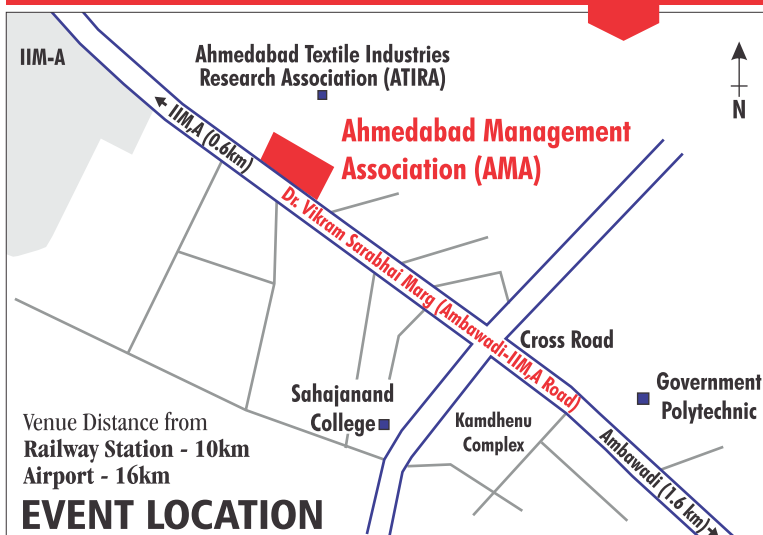 IIM-A
Ahmedabad Textile Industries
Research Association (ATIRA)
N
IIM,A (0.6km)
Ahmedabad Management
Association (AMA)
Dr. Vikram Sarabhai Marg (Ambawadi-IIM,A Road)
Cross Road
Government
Polytechnic
Sahajanand
College
Kamdhenu
Complex
Ambawadi (1.6 km)
Venue Distance from
Railway Station - 10km
Airport - 16km
EVENT LOCATION